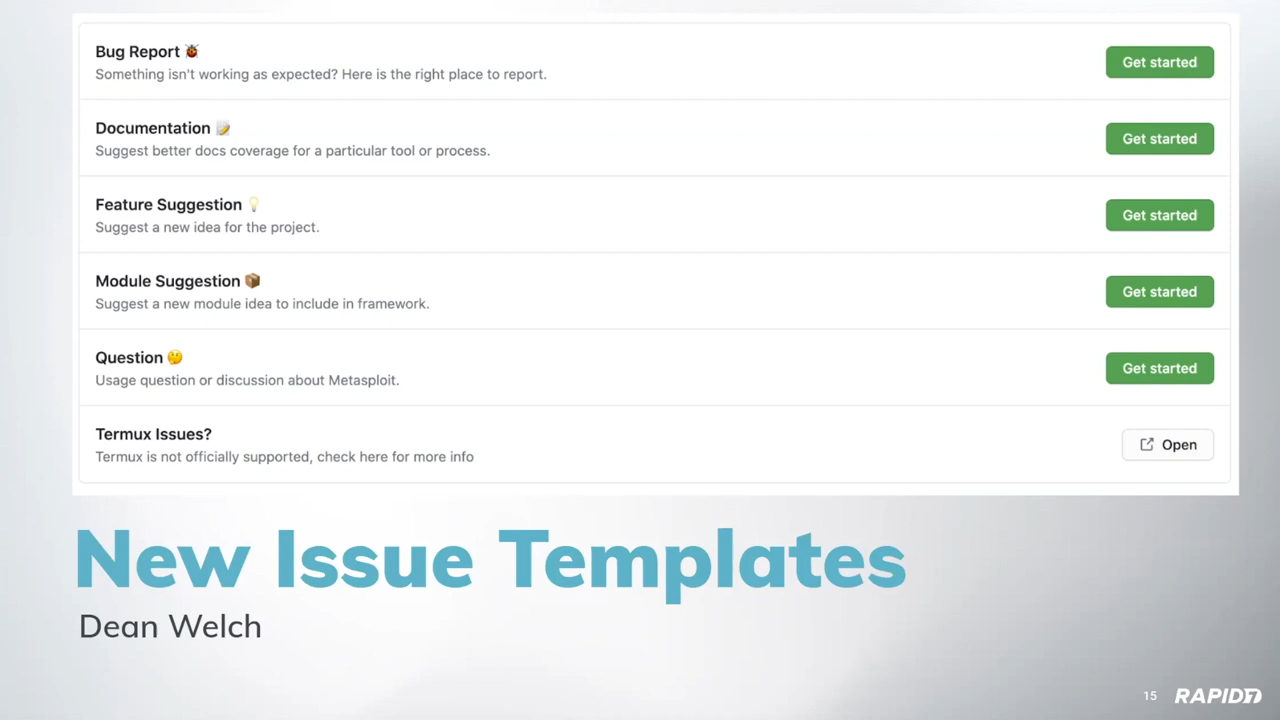 Bug Report 🐞
Something isn't working as expected? Here is the right place to report.
Get started
Documentation 📝
Suggest better docs coverage for a particular tool or process.
Get started
Feature Suggestion 💡
Suggest a new idea for the project.
Get started
Module Suggestion 📦
Suggest a new module idea to include in framework.
Get started
Question 🤔
Usage question or discussion about Metasploit.
Get started
Termux Issues?
Termux is not officially supported, check here for more info
Open
New Issue Templates
Dean Welch
15
RAPID7